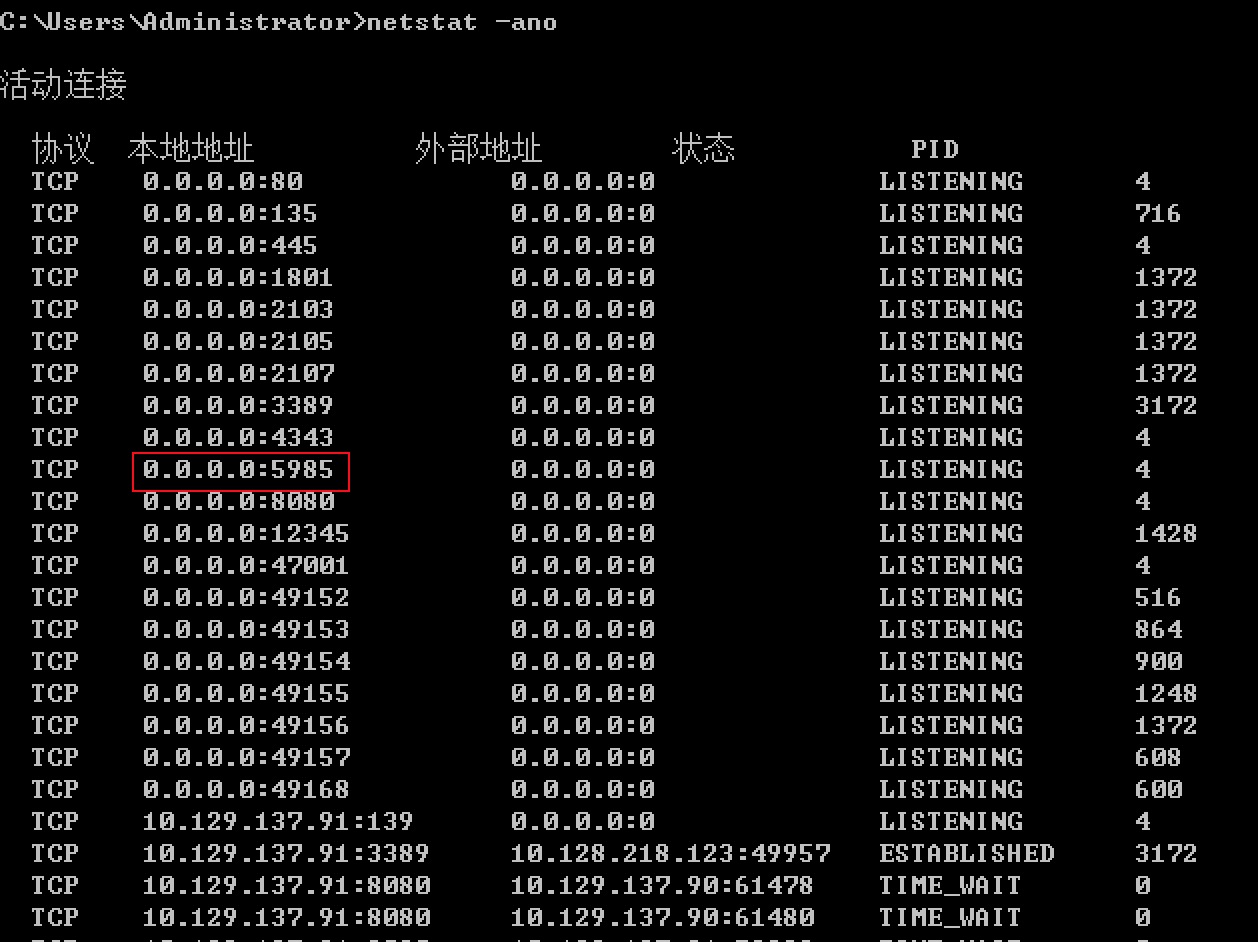 C:\Users\Administrator>netstat -ano
活动连接
协议 本地地址 外部地址 状态 PID
TCP 0.0.0.0:80 0.0.0.0:0 LISTENING 4
TCP 0.0.0.0:135 0.0.0.0:0 LISTENING 716
TCP 0.0.0.0:445 0.0.0.0:0 LISTENING 4
TCP 0.0.0.0:1801 0.0.0.0:0 LISTENING 1372
TCP 0.0.0.0:2103 0.0.0.0:0 LISTENING 1372
TCP 0.0.0.0:2105 0.0.0.0:0 LISTENING 1372
TCP 0.0.0.0:2107 0.0.0.0:0 LISTENING 1372
TCP 0.0.0.0:3389 0.0.0.0:0 LISTENING 3172
TCP 0.0.0.0:4343 0.0.0.0:0 LISTENING 4
TCP 0.0.0.0:5985 0.0.0.0:0 LISTENING 4
TCP 0.0.0.0:8080 0.0.0.0:0 LISTENING 4
TCP 0.0.0.0:12345 0.0.0.0:0 LISTENING 1428
TCP 0.0.0.0:47001 0.0.0.0:0 LISTENING 4
TCP 0.0.0.0:49152 0.0.0.0:0 LISTENING 516
TCP 0.0.0.0:49153 0.0.0.0:0 LISTENING 864
TCP 0.0.0.0:49154 0.0.0.0:0 LISTENING 900
TCP 0.0.0.0:49155 0.0.0.0:0 LISTENING 1248
TCP 0.0.0.0:49156 0.0.0.0:0 LISTENING 1372
TCP 0.0.0.0:49157 0.0.0.0:0 LISTENING 608
TCP 0.0.0.0:49168 0.0.0.0:0 LISTENING 600
TCP 10.129.137.91:139 0.0.0.0:0 LISTENING 4
TCP 10.129.137.91:3389 10.128.218.123:49957 ESTABLISHED 3172
TCP 10.129.137.91:8080 10.129.137.90:61478 TIME_WAIT 0
TCP 10.129.137.91:8080 10.129.137.90:61480 TIME_WAIT 0